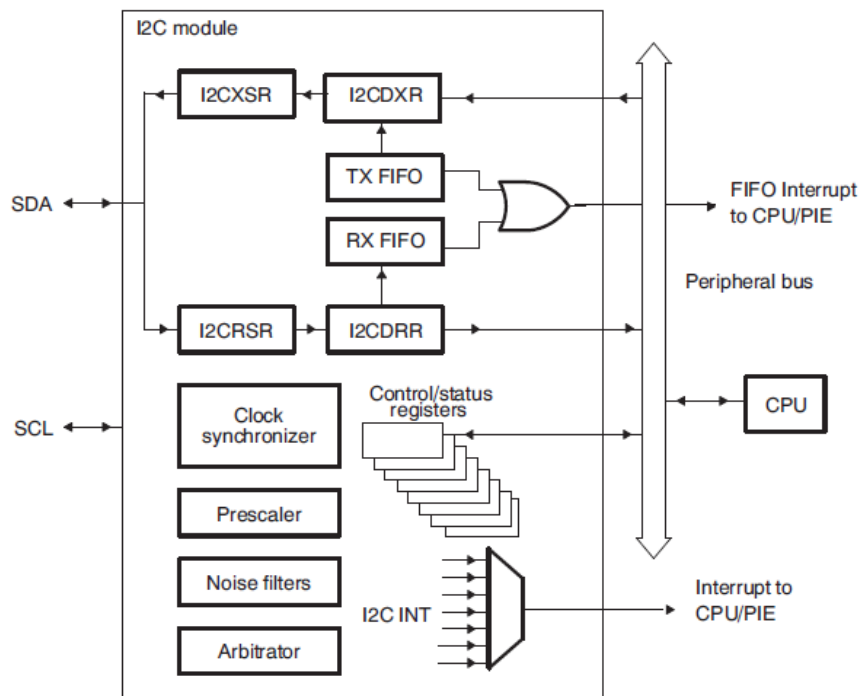 I2C module
I2CXSR
I2CDXR
TX FIFO
SDA
FIFO Interrupt
to CPU/PIE
RX FIFO
Peripheral bus
I2CRSR
I2CDRR
Control/status
registers
CPU
SCL
Clock
synchronizer
Prescaler
Noise filters
I2C INT
Interrupt to
CPU/PIE
Arbitrator